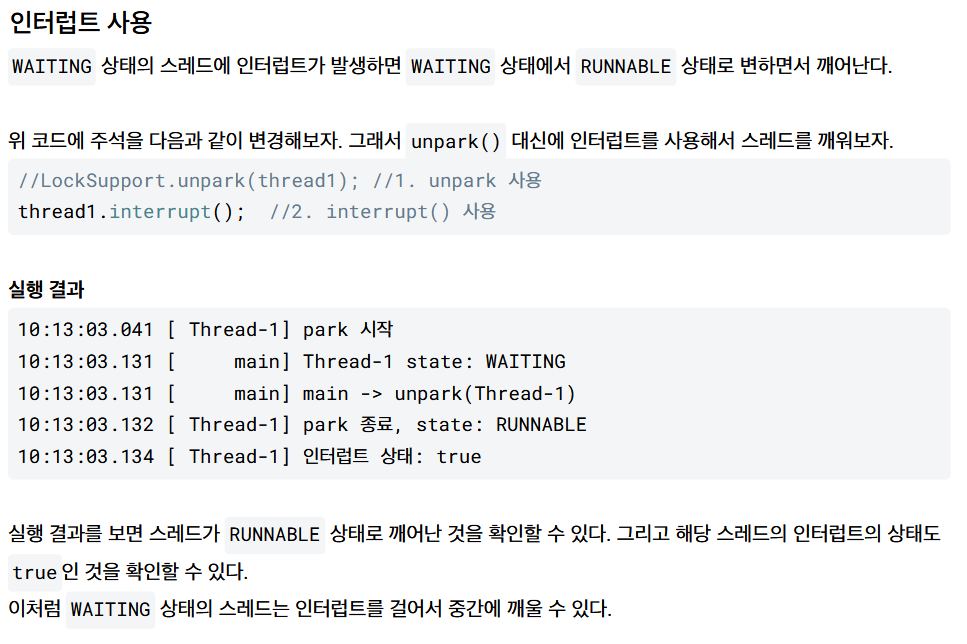 인터럽트 사용
WAITING 상태의 스레드에 인터럽트가 발생하면 WAITING 상태에서 RUNNABLE 상태로 변하면서 깨어난다.
위 코드에 주석을 다음과 같이 변경해보자. 그래서 unpark() 대신에 인터럽트를 사용해서 스레드를 깨워보자.
//LockSupport.unpark(thread1); //1. unpark 사용
thread1.interrupt();  //2. interrupt() 사용
실행 결과
10:13:03.041 [ Thread-1] park 시작
10:13:03.131 [     main] Thread-1 state: WAITING
10:13:03.131 [     main] main -> unpark(Thread-1)
10:13:03.132 [ Thread-1] park 종료, state: RUNNABLE
10:13:03.134 [ Thread-1] 인터럽트 상태: true
실행 결과를 보면 스레드가 RUNNABLE 상태로 깨어난 것을 확인할 수 있다. 그리고 해당 스레드의 인터럽트의 상태도
true인 것을 확인할 수 있다.
이처럼 WAITING 상태의 스레드는 인터럽트를 걸어서 중간에 깨울 수 있다.